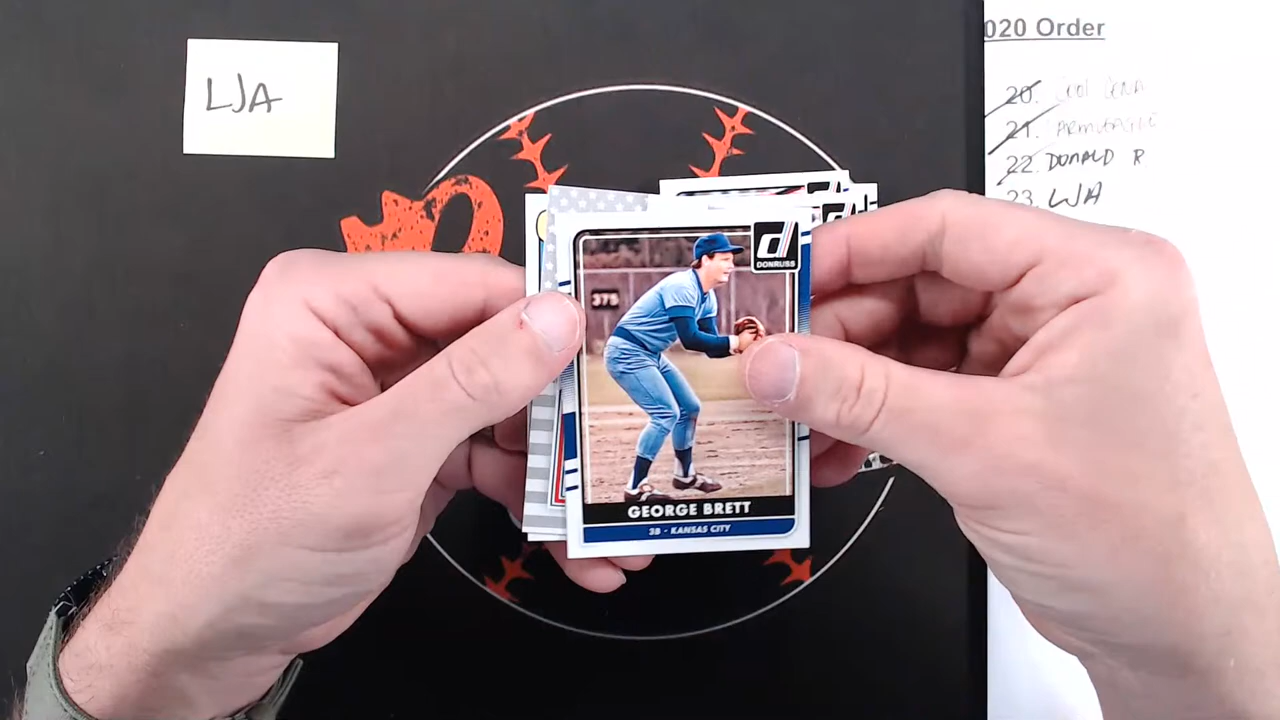 020 Order
LJA
20.
21.
22. DONALD R
23. LJA
d
DONRUSS
375
GEORGE BRETT
3B - KANSAS CITY